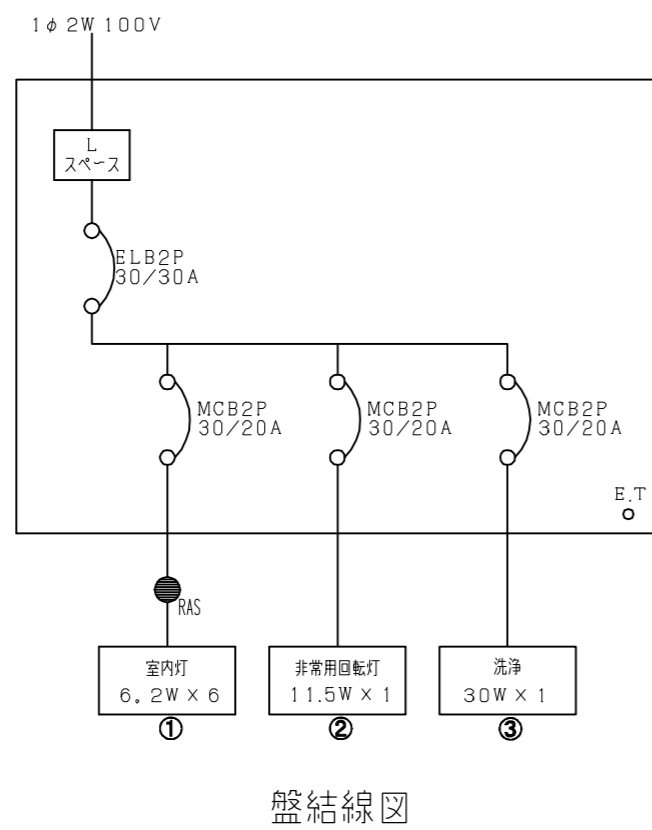 1φ 2W 100V
L
スペース
ELB2P
30/30A
MCB2P
30/20A
MCB2P
30/20A
MCB2P
30/20A
E.T
RAS
室内灯
6.2W × 6
①
非常用回転灯
11.5W × 1
②
洗浄
30W × 1
③
盤結線図